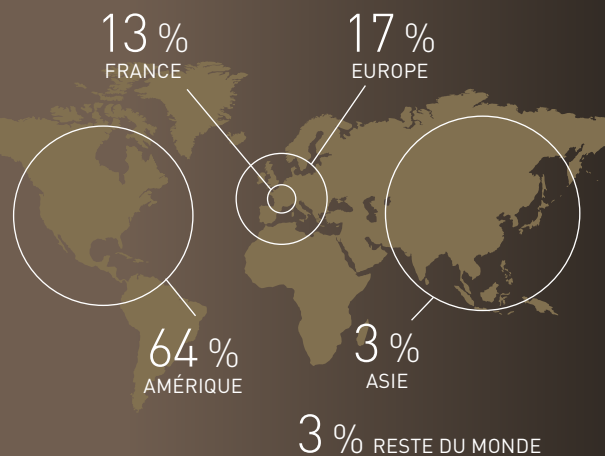 13 %
FRANCE
17 %
EUROPE
64 %
AMÉRIQUE
3 %
ASIE
3 % RESTE DU MONDE